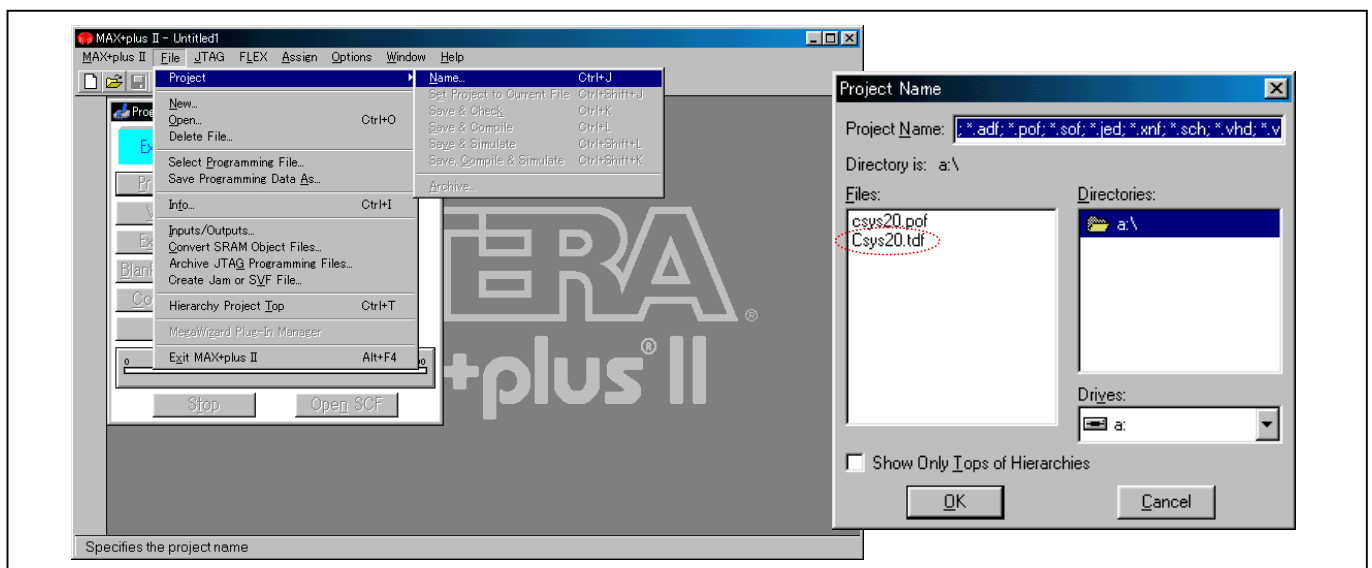 MAX+plus II - Untitled1
MAX+plus II File JTAG FLEX Assign Options Window Help
Project
New...
Open... Ctrl+O
Delete File...
Select Programming File...
Save Programming Data As...
Info... Ctrl+I
Inputs/Outputs...
Convert SRAM Object Files...
Archive JTAG Programming Files...
Create Jam or SVF File...
Hierarchy Project Top Ctrl+T
MegaWizard Plug-In Manager
Exit MAX+plus II Alt+F4
Name... Ctrl+J
Set Project to Current File Ctrl+Shift+J
Save & Check Ctrl+K
Save & Compile Ctrl+L
Save & Simulate Ctrl+Shift+L
Save, Compile & Simulate Ctrl+Shift+K
Archive...
0
Stop Open SCF
TERA ®
+plus® II
Specifies the project name
Project Name
Project Name: ; *.adf; *.pof; *.sof; *.jed; *.xnf; *.sch; *.vhd; *.v
Directory is: a:\
Files:
csys20.pof
Csys20.tdf
Directories:
a:\
Drives:
a:
Show Only Tops of Hierarchies
OK Cancel